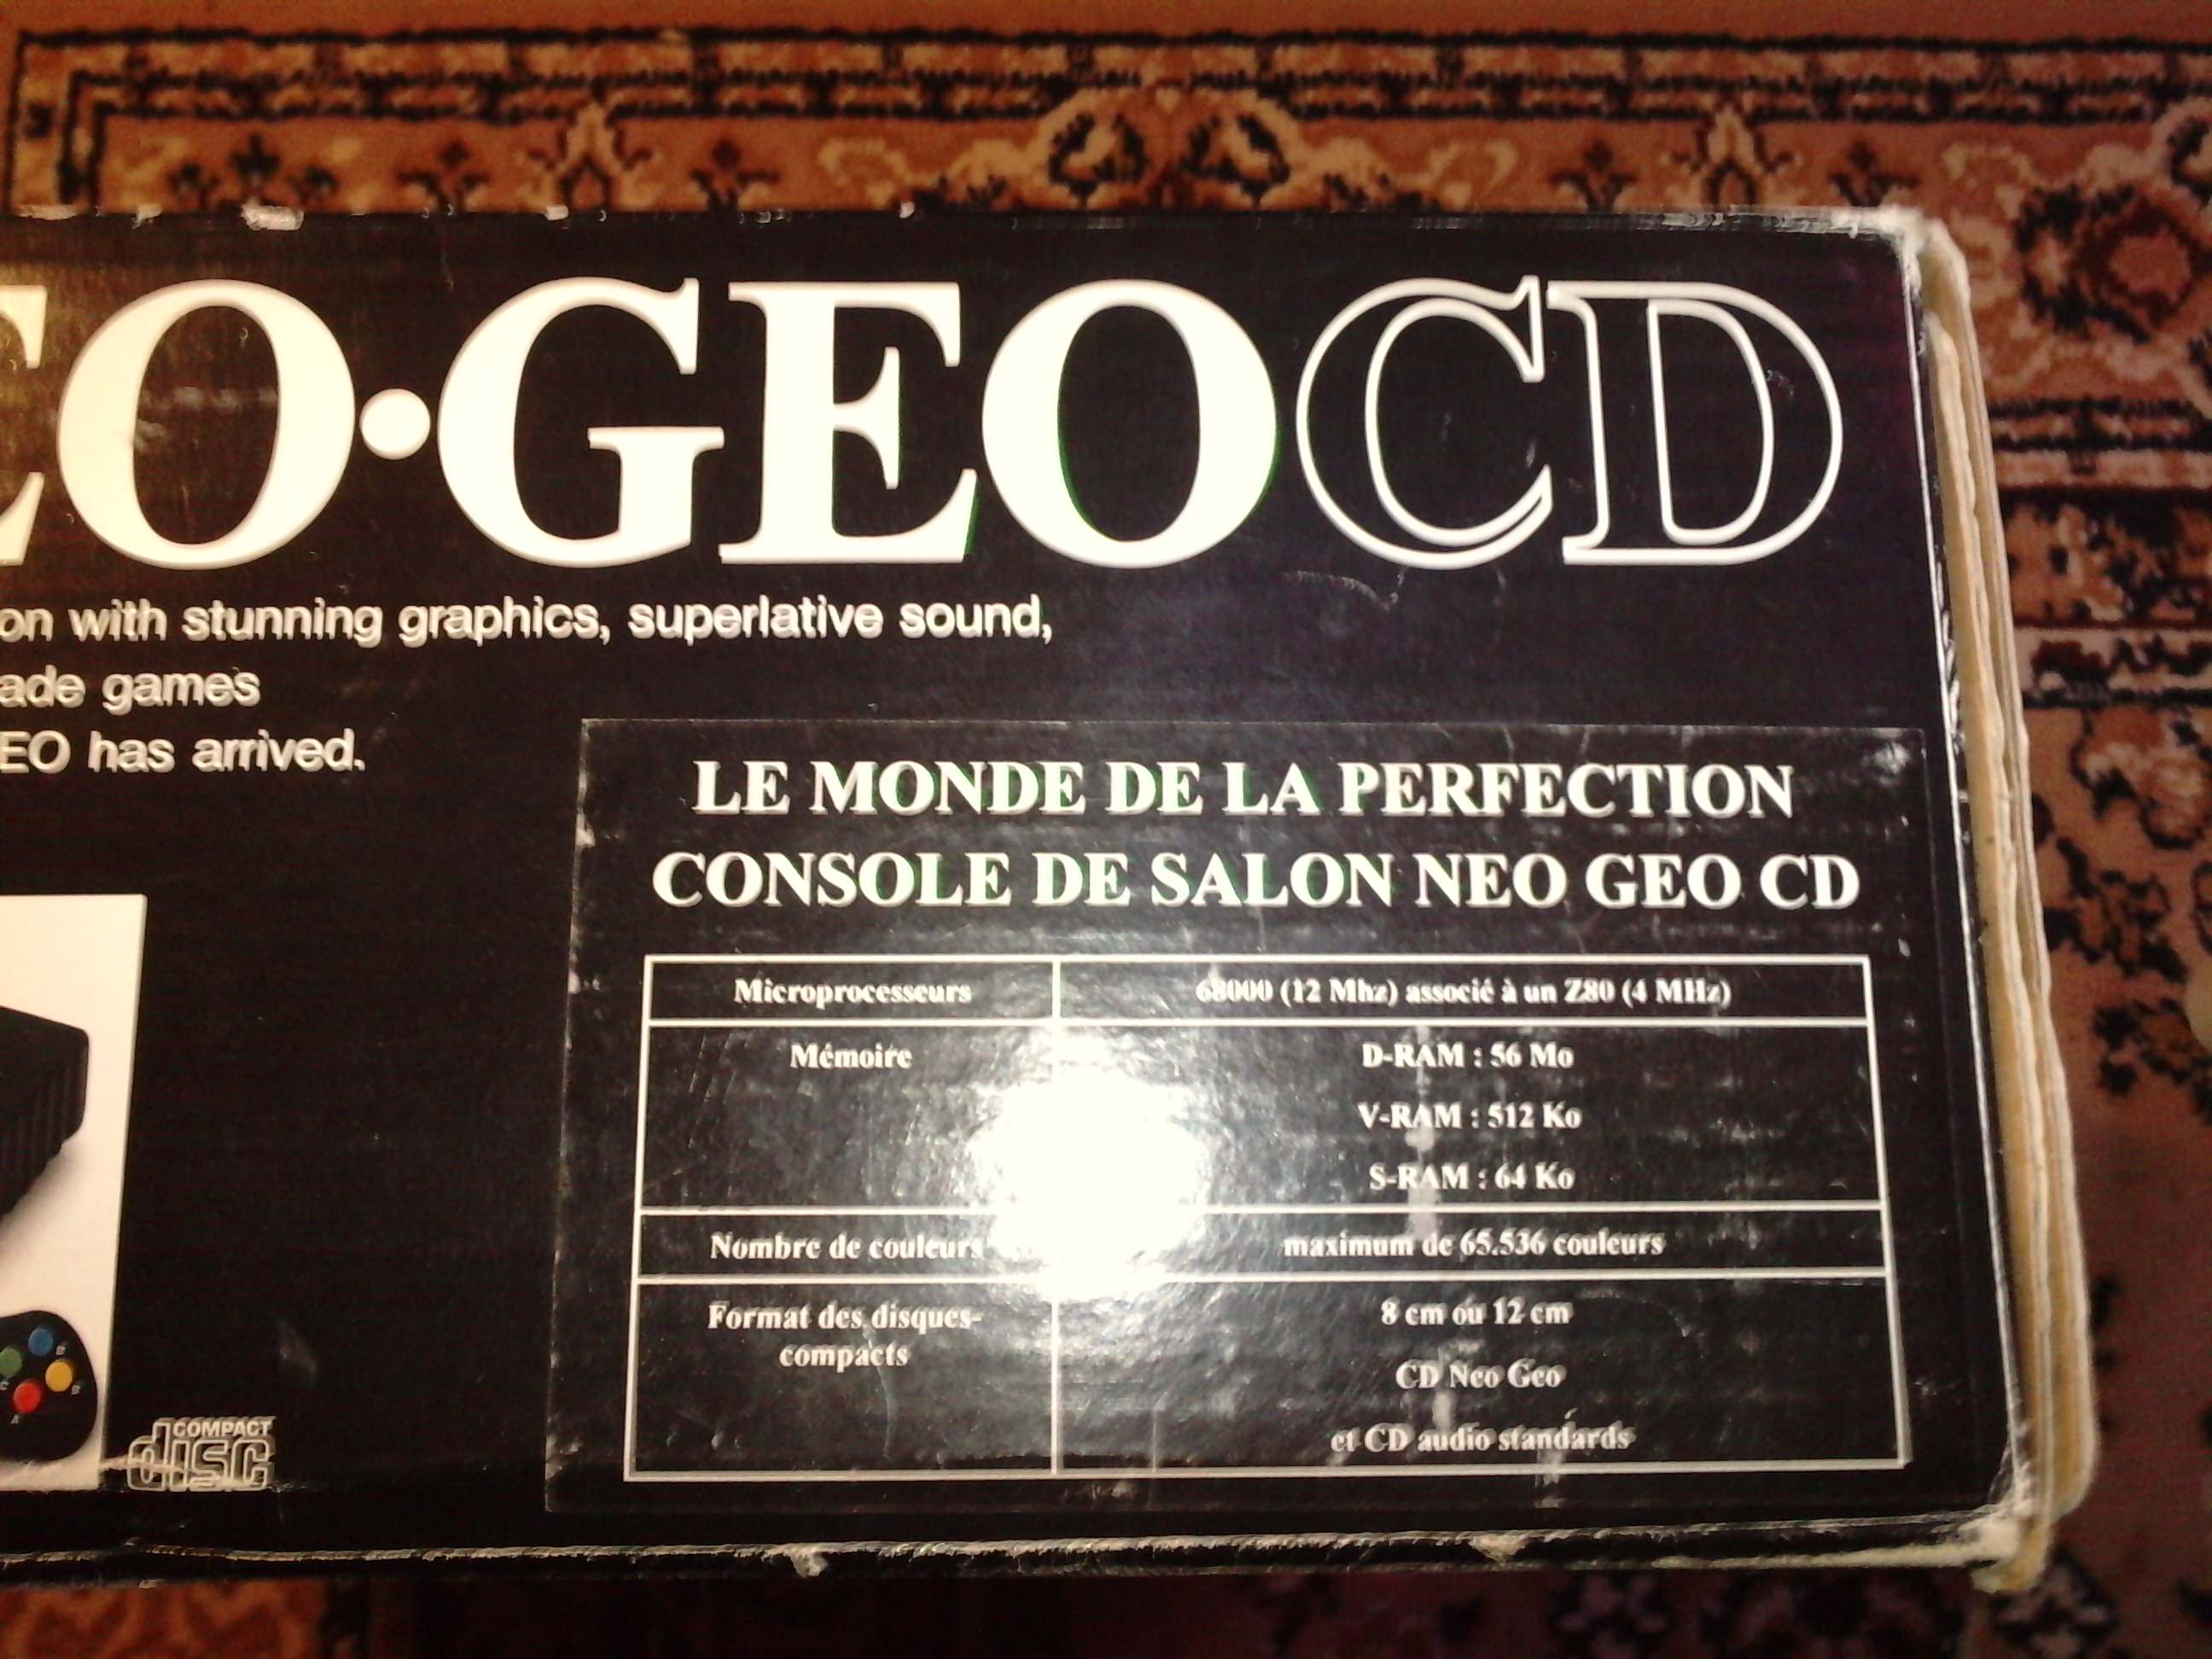 EO·GEO CD
on with stunning graphics, superlative sound,
ade games
EO has arrived.
LE MONDE DE LA PERFECTION
CONSOLE DE SALON NEO GEO CD
Microprocesseurs 68000 (12 Mhz) associé à un Z80 (4 MHz)
Mémoire D-RAM : 56 Mo
V-RAM : 512 Ko
S-RAM : 64 Ko
Nombre de couleurs maximum de 65.536 couleurs
Format des disques- 8 cm ou 12 cm
compacts
CD Neo Geo
et CD audio standards
COMPACT
disc